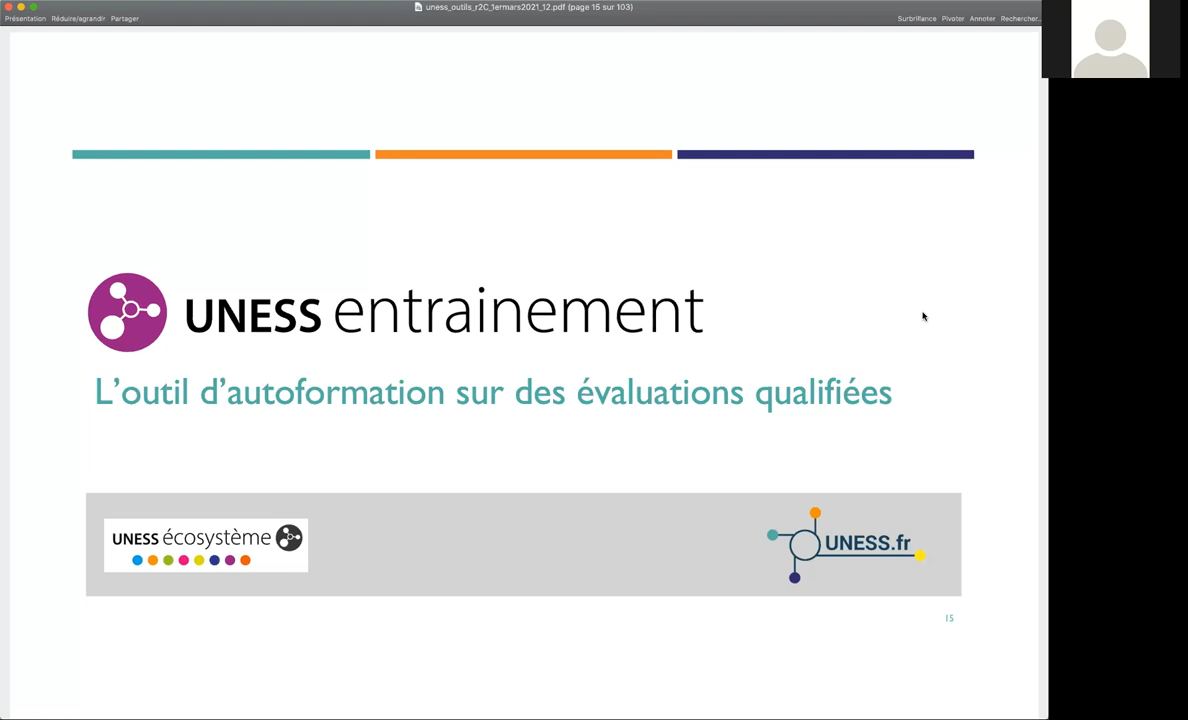 uness_outils_r2C_1ermars2021_12.pdf (page 15 sur 103)
Présentation Réduire/agrandir Partager
Surbrillance Pivoter Annoter Rechercher...
UNESS entrainement
L'outil d'autoformation sur des évaluations qualifiées
UNESS écosystème
UNESS.fr
15